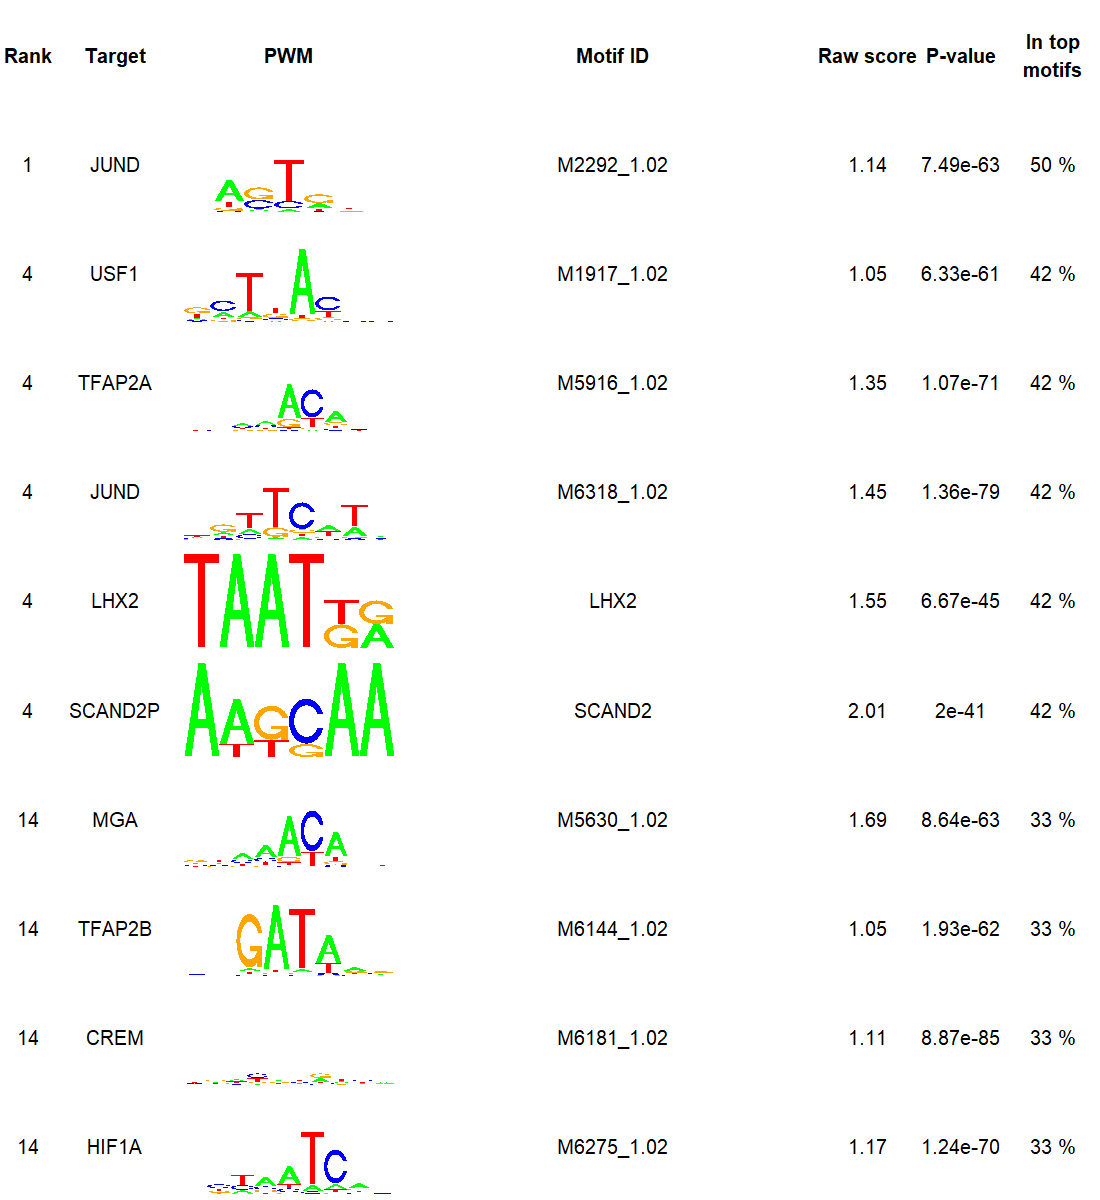 Rank Target PWM Motif ID Raw score P-value In top motifs
1 JUND M2292_1.02 1.14 7.49e-63 50 %
4 USF1 M1917_1.02 1.05 6.33e-61 42 %
4 TFAP2A M5916_1.02 1.35 1.07e-71 42 %
4 JUND M6318_1.02 1.45 1.36e-79 42 %
4 LHX2 TAATTGGA LHX2 1.55 6.67e-45 42 %
4 SCAND2P AATGTCGAA SCAND2 2.01 2e-41 42 %
14 MGA M5630_1.02 1.69 8.64e-63 33 %
14 TFAP2B GATA M6144_1.02 1.05 1.93e-62 33 %
14 CREM M6181_1.02 1.11 8.87e-85 33 %
14 HIF1A M6275_1.02 1.17 1.24e-70 33 %